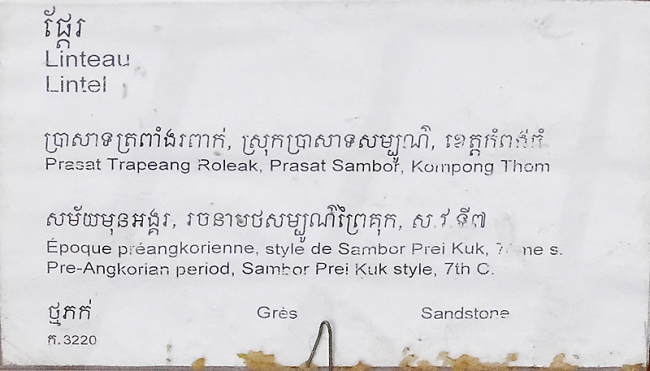 ផ្ដែរ
Linteau
Lintel
ប្រាសាទត្រពាំងរពាក់, ស្រុកប្រាសាទសម្បូណ៌, ខេត្តកំពង់ធំ
Prasat Trapeang Roleak, Prasat Sambor, Kompong Thom
សម័យមុនអង្គរ, រចនាបថសម្បូណ៌ព្រៃគុក, ស.វ.ទី៧
Époque préangkorienne, style de Sambor Prei Kuk, 7ème s.
Pre-Angkorian period, Sambor Prei Kuk style, 7th C.
ថ្មភក់ Grès Sandstone
ក.3220